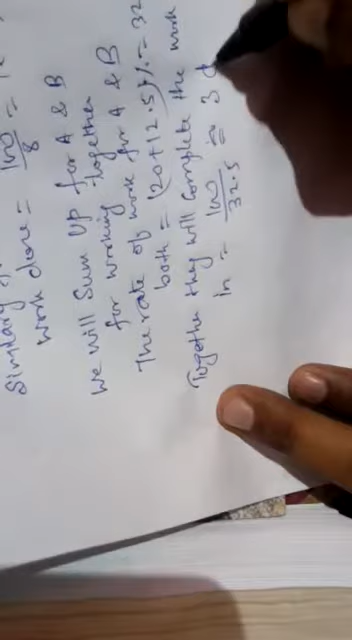 Similarly
work done = 100/8 =
We will sum up for A & B
for working together
The rate of work for A & B
both = (20+12.5)% = 32
Together they will complete the work
In = 100/32.5 = 3 d